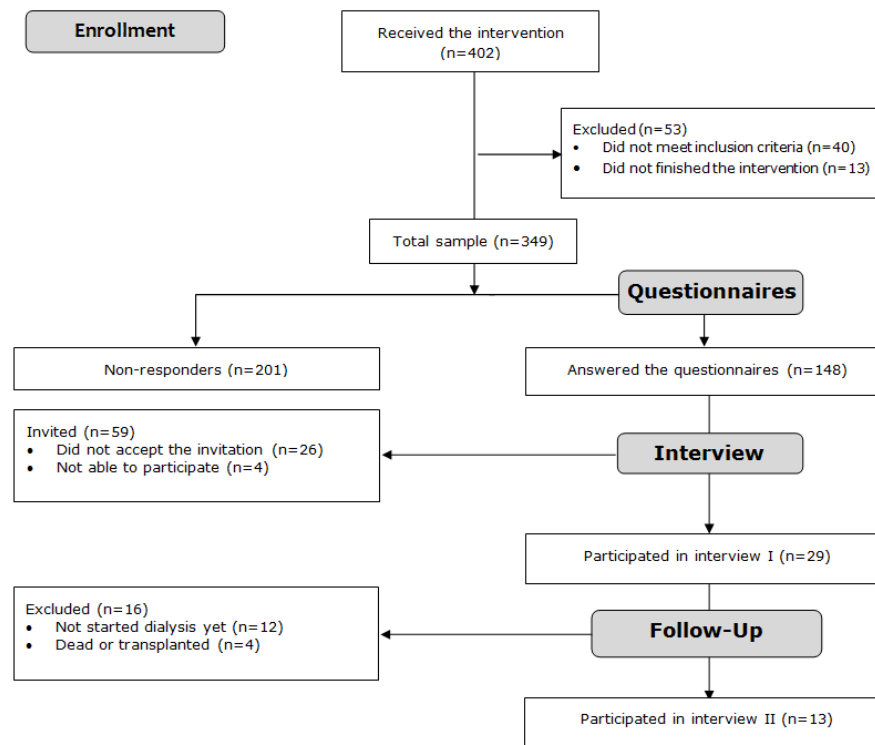 Enrollment
Received the intervention
(n=402)
Excluded (n=53)
• Did not meet inclusion criteria (n=40)
• Did not finished the intervention (n=13)
Total sample (n=349)
Questionnaires
Non-responders (n=201)
Answered the questionnaires (n=148)
Invited (n=59)
• Did not accept the invitation (n=26)
• Not able to participate (n=4)
Interview
Participated in interview I (n=29)
Excluded (n=16)
• Not started dialysis yet (n=12)
• Dead or transplanted (n=4)
Follow-Up
Participated in interview II (n=13)